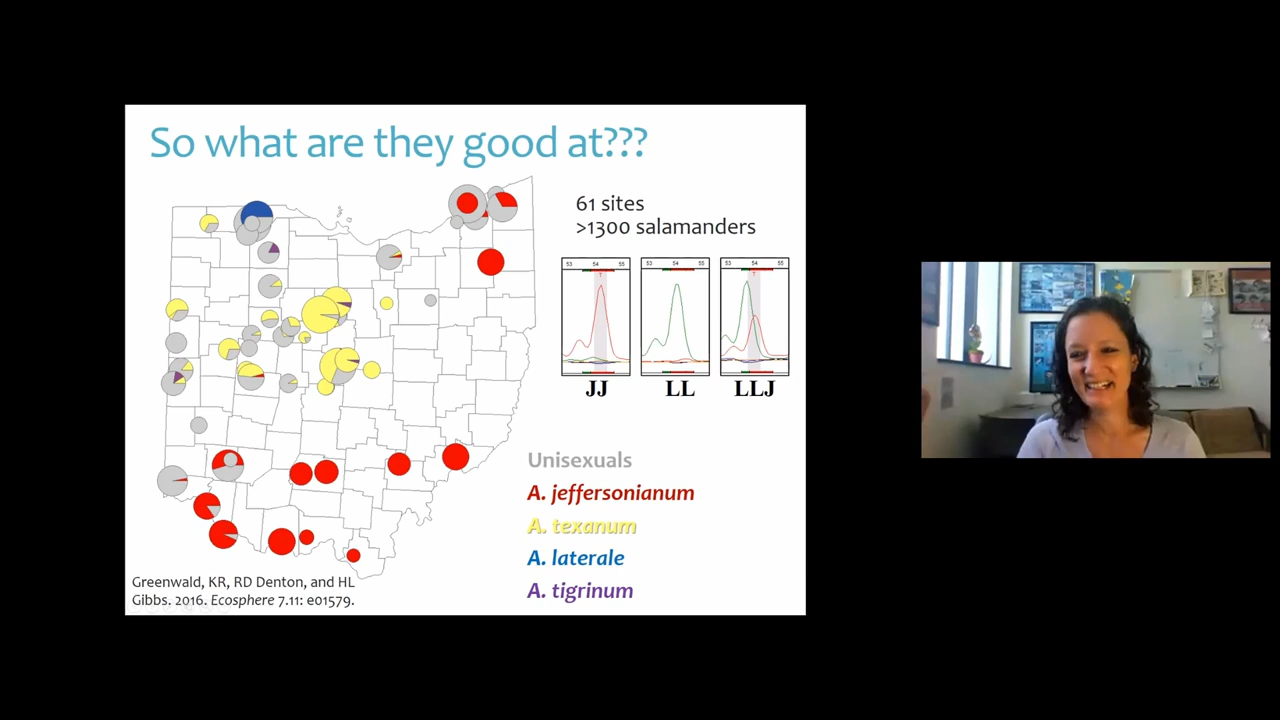 So what are they good at???
61 sites
>1300 salamanders
53 54 55
53 54 55
53 54 55
T
T
JJ
LL
LLJ
Unisexuals
A. jeffersonianum
A. texanum
A. laterale
A. tigrinum
Greenwald, KR, RD Denton, and HL
Gibbs. 2016. Ecosphere 7.11: e01579.